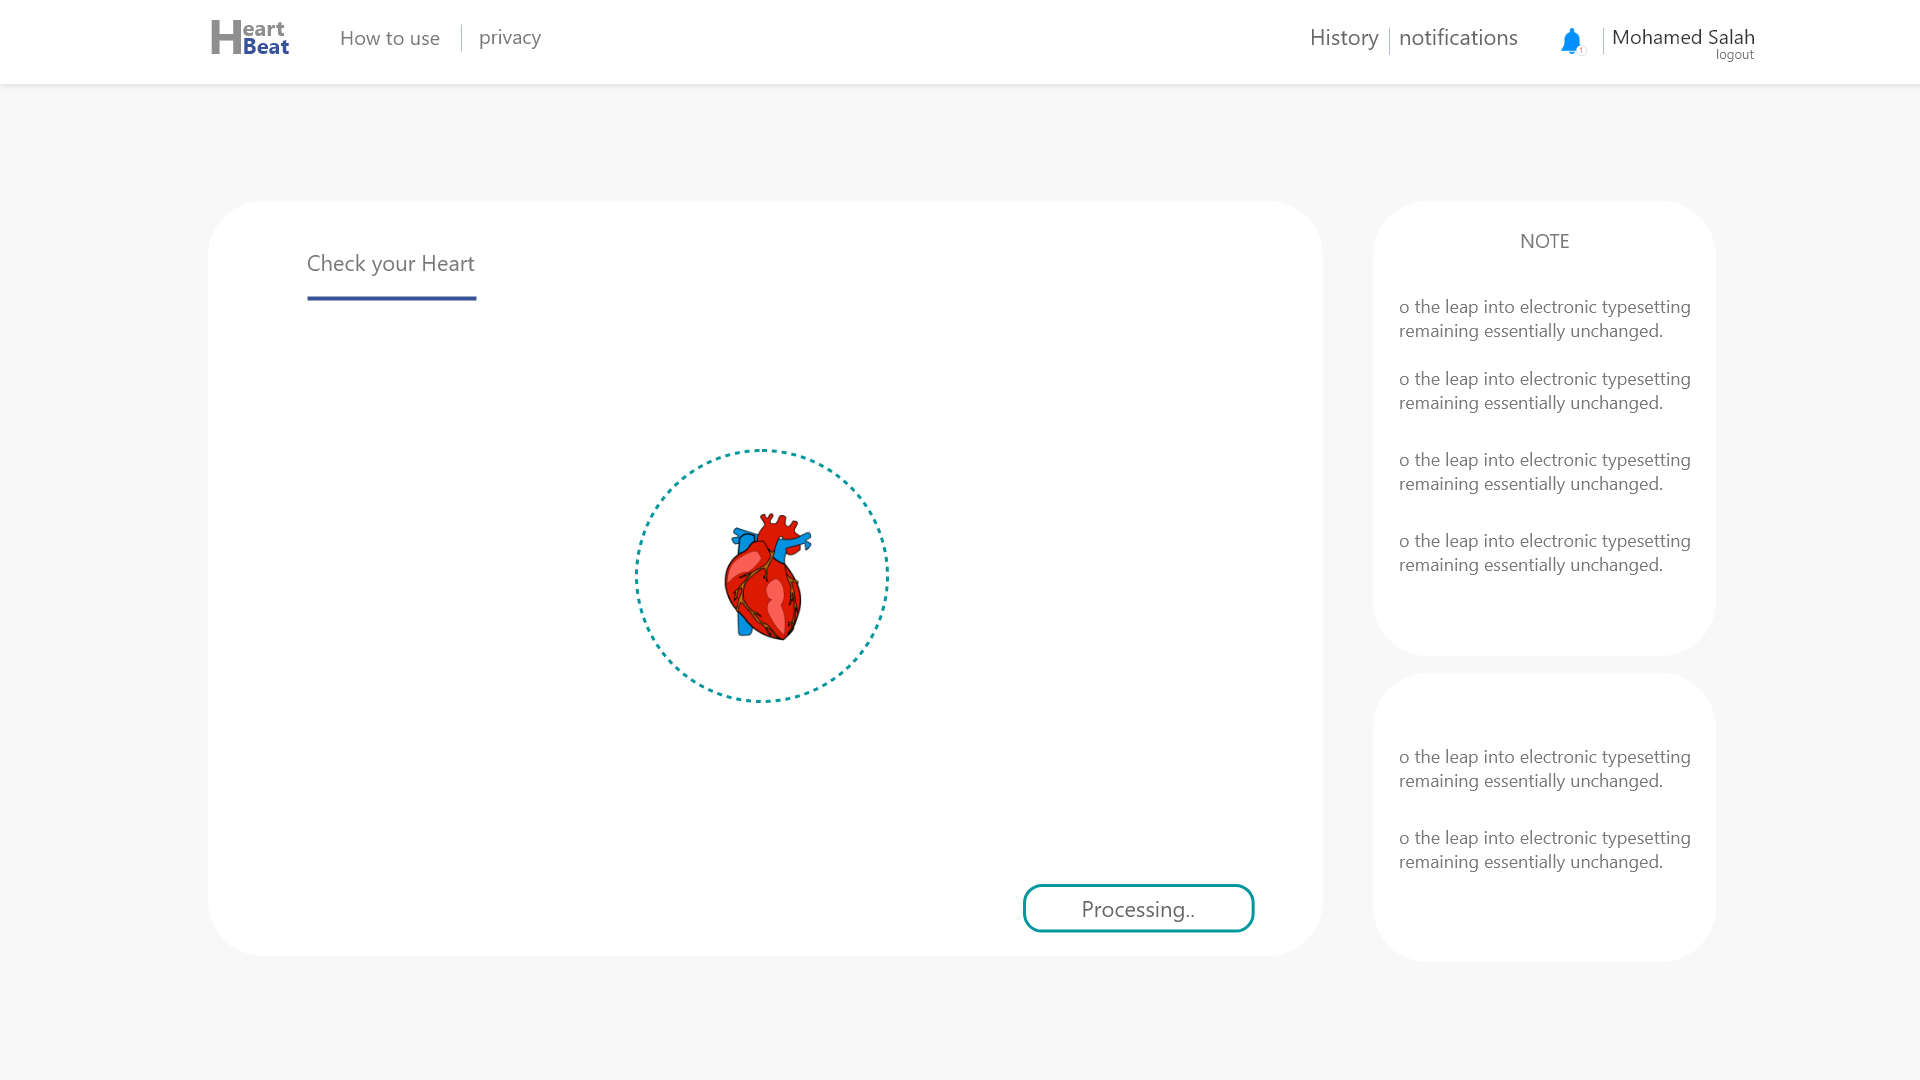 Heart
Beat
How to use
privacy
History
notifications
1
Mohamed Salah
logout
Check your Heart
Processing..
NOTE
o the leap into electronic typesetting
remaining essentially unchanged.
o the leap into electronic typesetting
remaining essentially unchanged.
o the leap into electronic typesetting
remaining essentially unchanged.
o the leap into electronic typesetting
remaining essentially unchanged.
o the leap into electronic typesetting
remaining essentially unchanged.
o the leap into electronic typesetting
remaining essentially unchanged.